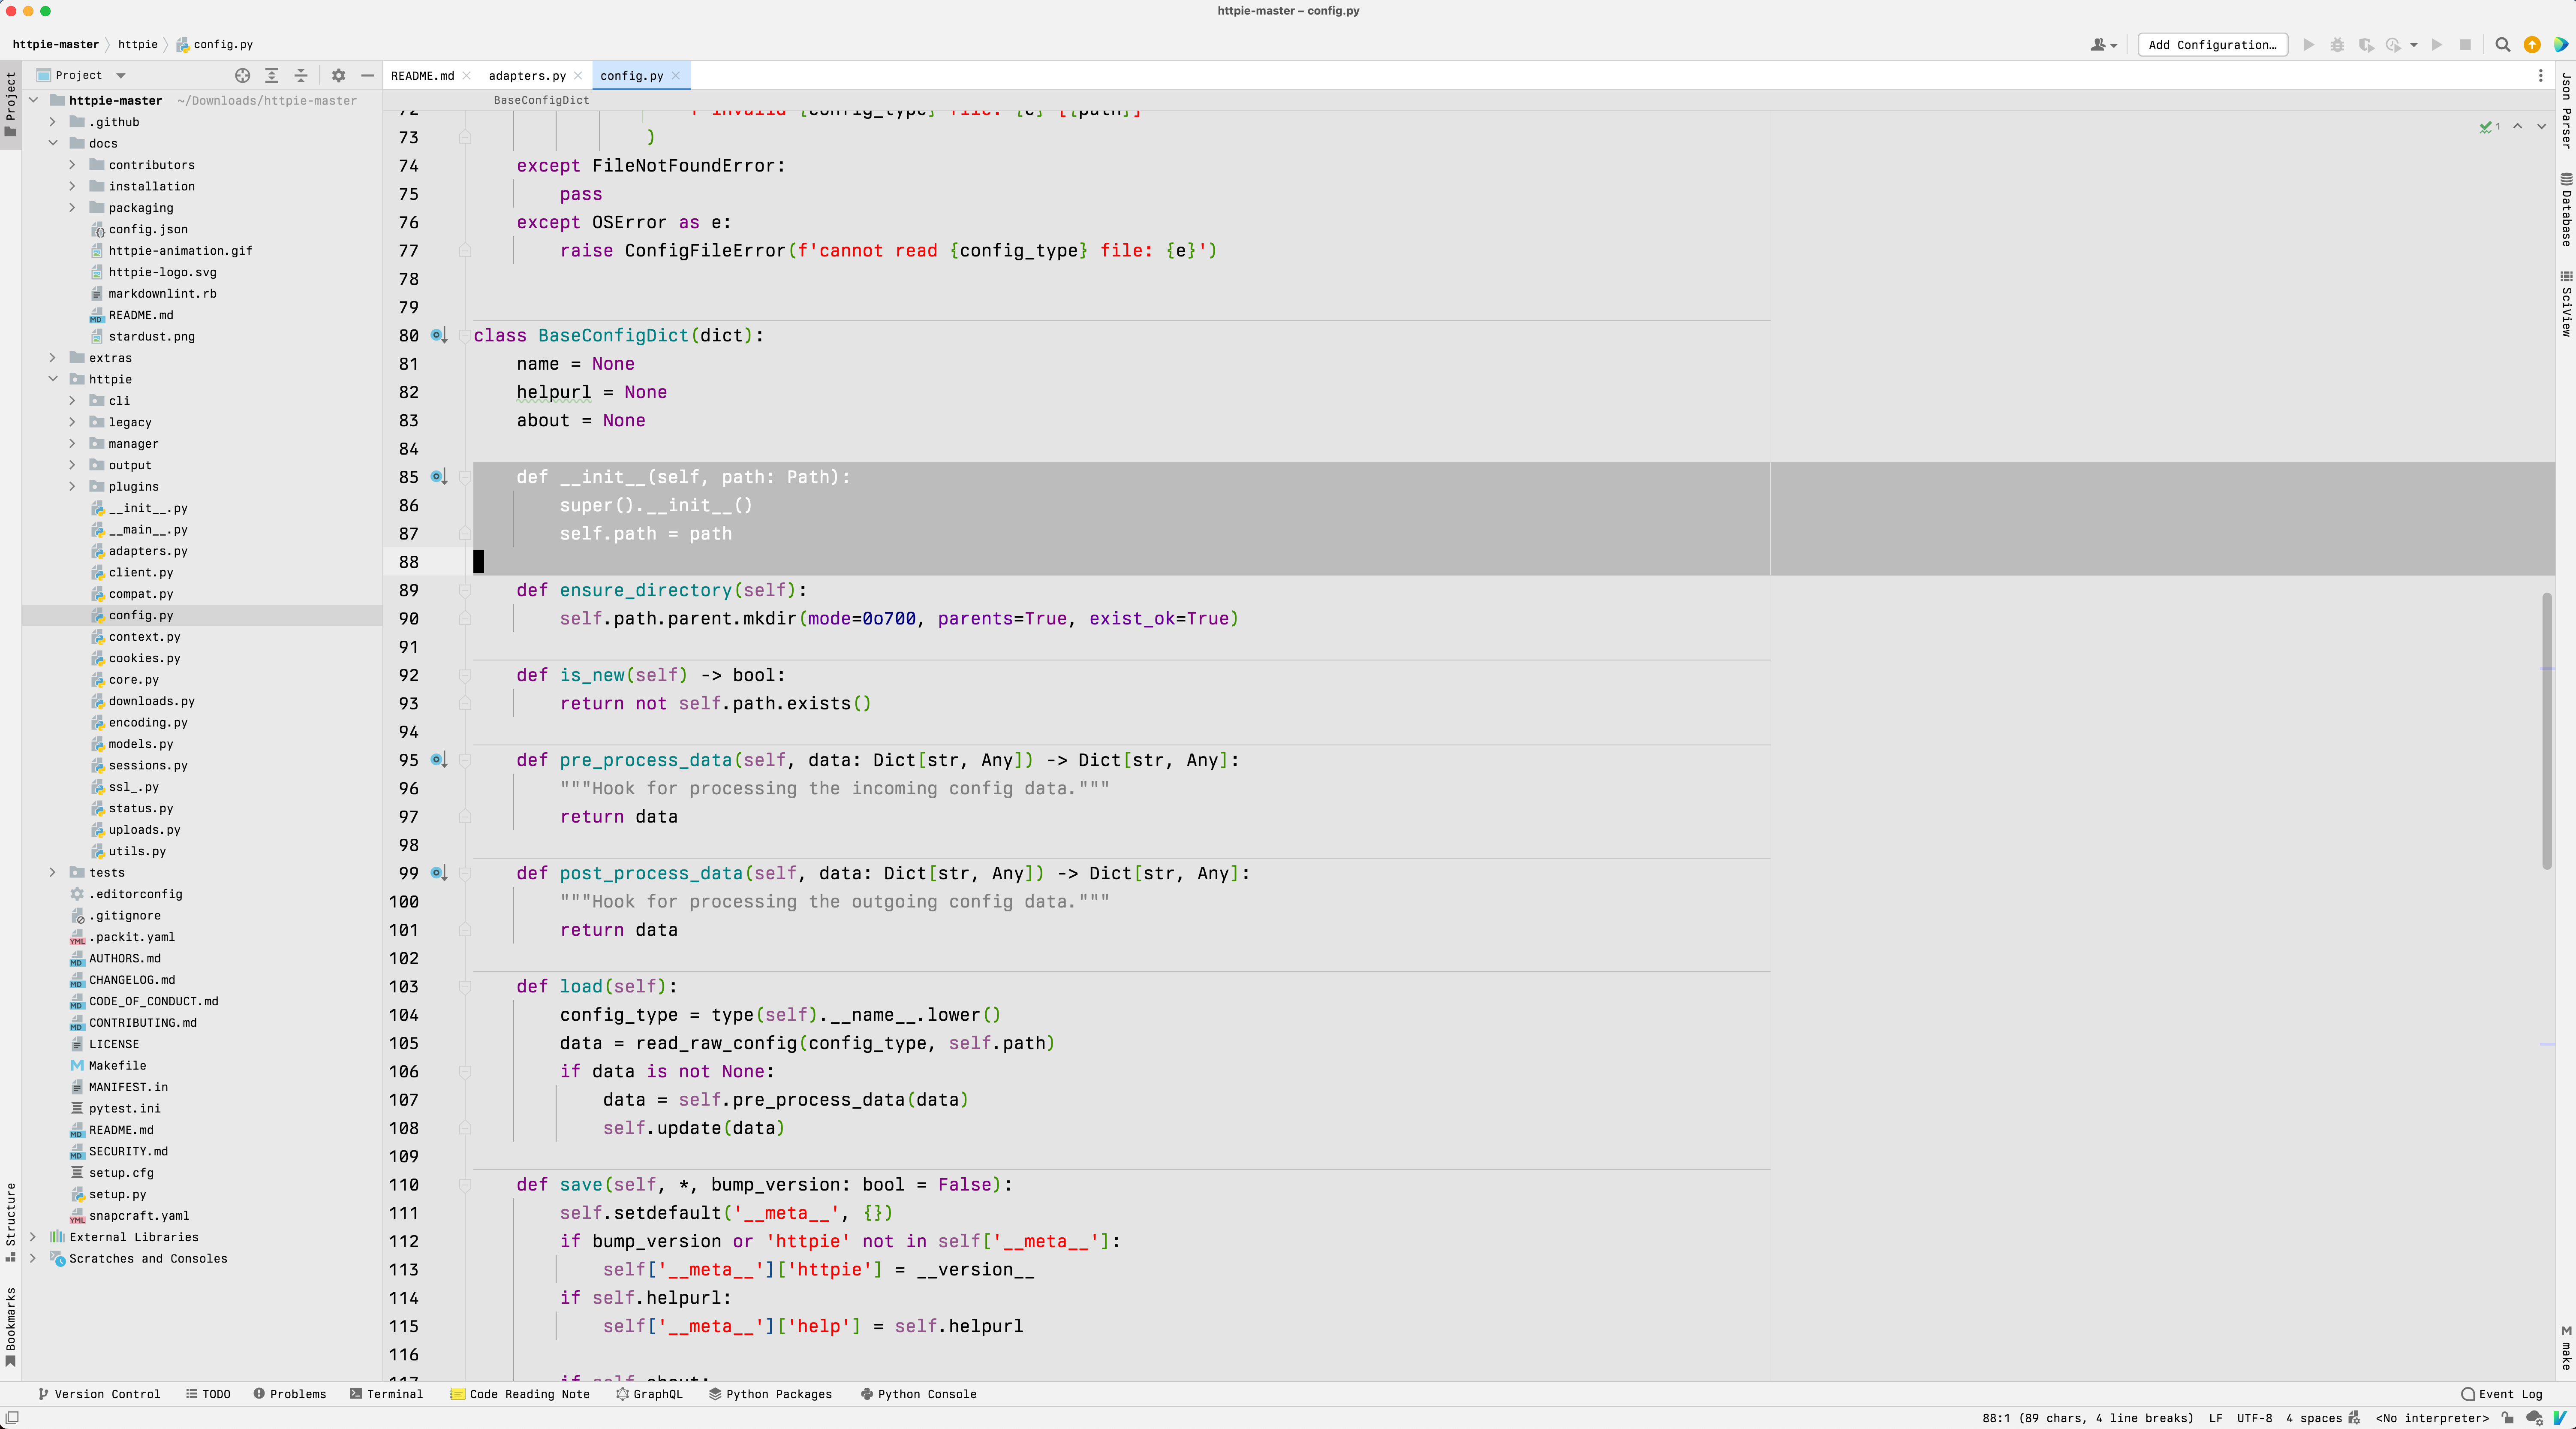 httpie-master – config.py
httpie-master httpie config.py
Add Configuration...
Project
README.md adapters.py config.py
BaseConfigDict
Project
httpie-master ~/Downloads/httpie-master
.github
docs
contributors
installation
packaging
config.json
httpie-animation.gif
httpie-logo.svg
markdownlint.rb
README.md
stardust.png
extras
httpie
cli
legacy
manager
output
plugins
__init__.py
__main__.py
adapters.py
client.py
compat.py
config.py
context.py
cookies.py
core.py
downloads.py
encoding.py
models.py
sessions.py
ssl_.py
status.py
uploads.py
utils.py
tests
.editorconfig
.gitignore
.packit.yaml
AUTHORS.md
CHANGELOG.md
CODE_OF_CONDUCT.md
CONTRIBUTING.md
LICENSE
Makefile
MANIFEST.in
pytest.ini
README.md
SECURITY.md
setup.cfg
setup.py
snapcraft.yaml
External Libraries
Scratches and Consoles
Structure
Bookmarks
72 f'invalid {config_type} file: {e} [{path}]'
73 )
74 except FileNotFoundError:
75 pass
76 except OSError as e:
77 raise ConfigFileError(f'cannot read {config_type} file: {e}')
78
79
80 class BaseConfigDict(dict):
81 name = None
82 helpurl = None
83 about = None
84
85 def __init__(self, path: Path):
86 super().__init__()
87 self.path = path
88
89 def ensure_directory(self):
90 self.path.parent.mkdir(mode=0o700, parents=True, exist_ok=True)
91
92 def is_new(self) -> bool:
93 return not self.path.exists()
94
95 def pre_process_data(self, data: Dict[str, Any]) -> Dict[str, Any]:
96 """Hook for processing the incoming config data."""
97 return data
98
99 def post_process_data(self, data: Dict[str, Any]) -> Dict[str, Any]:
100 """Hook for processing the outgoing config data."""
101 return data
102
103 def load(self):
104 config_type = type(self).__name__.lower()
105 data = read_raw_config(config_type, self.path)
106 if data is not None:
107 data = self.pre_process_data(data)
108 self.update(data)
109
110 def save(self, *, bump_version: bool = False):
111 self.setdefault('__meta__', {})
112 if bump_version or 'httpie' not in self['__meta__']:
113 self['__meta__']['httpie'] = __version__
114 if self.helpurl:
115 self['__meta__']['help'] = self.helpurl
116
117 if self.about:
1
Json Parser
Database
SciView
make
Version Control TODO Problems Terminal Code Reading Note GraphQL Python Packages Python Console Event Log
88:1 (89 chars, 4 line breaks) LF UTF-8 4 spaces <No interpreter>